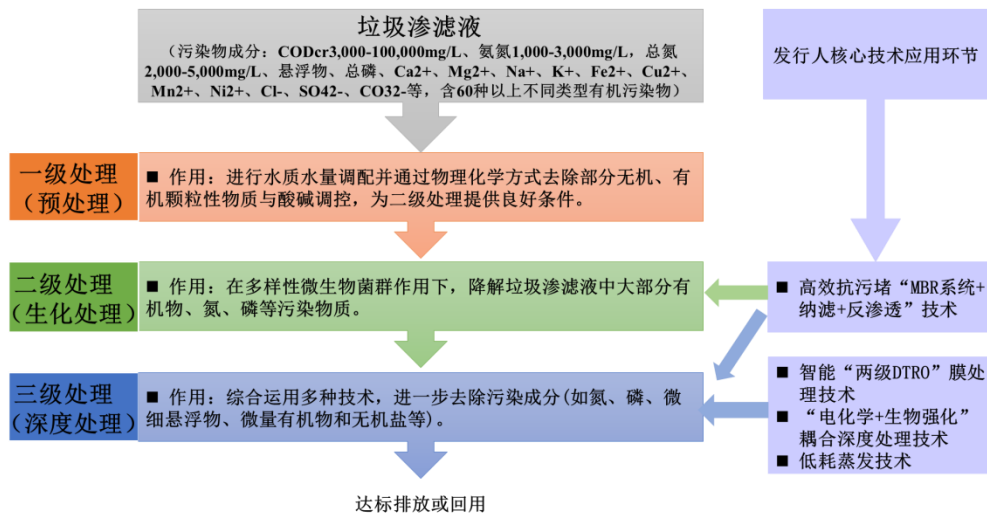 垃圾渗滤液
（污染物成分：CODcr3,000-100,000mg/L、氨氮1,000-3,000mg/L，总氮
2,000-5,000mg/L、悬浮物、总磷、Ca2+、Mg2+、Na+、K+、Fe2+、Cu2+、
Mn2+、Ni2+、Cl-、SO42-、CO32-等，含60种以上不同类型有机污染物）
发行人核心技术应用环节
一级处理
（预处理）
■ 作用：进行水质水量调配并通过物理化学方式去除部分无机、有
机颗粒性物质与酸碱调控，为二级处理提供良好条件。
二级处理
（生化处理）
■ 作用：在多样性微生物菌群作用下，降解垃圾渗滤液中大部分有
机物、氮、磷等污染物质。
■ 高效抗污堵“MBR系统+
纳滤+反渗透”技术
三级处理
（深度处理）
■ 作用：综合运用多种技术，进一步去除污染成分(如氮、磷、微
细悬浮物、微量有机物和无机盐等)。
■ 智能“两级DTRO”膜处
理技术
■ “电化学+生物强化”
耦合深度处理技术
■ 低耗蒸发技术
达标排放或回用